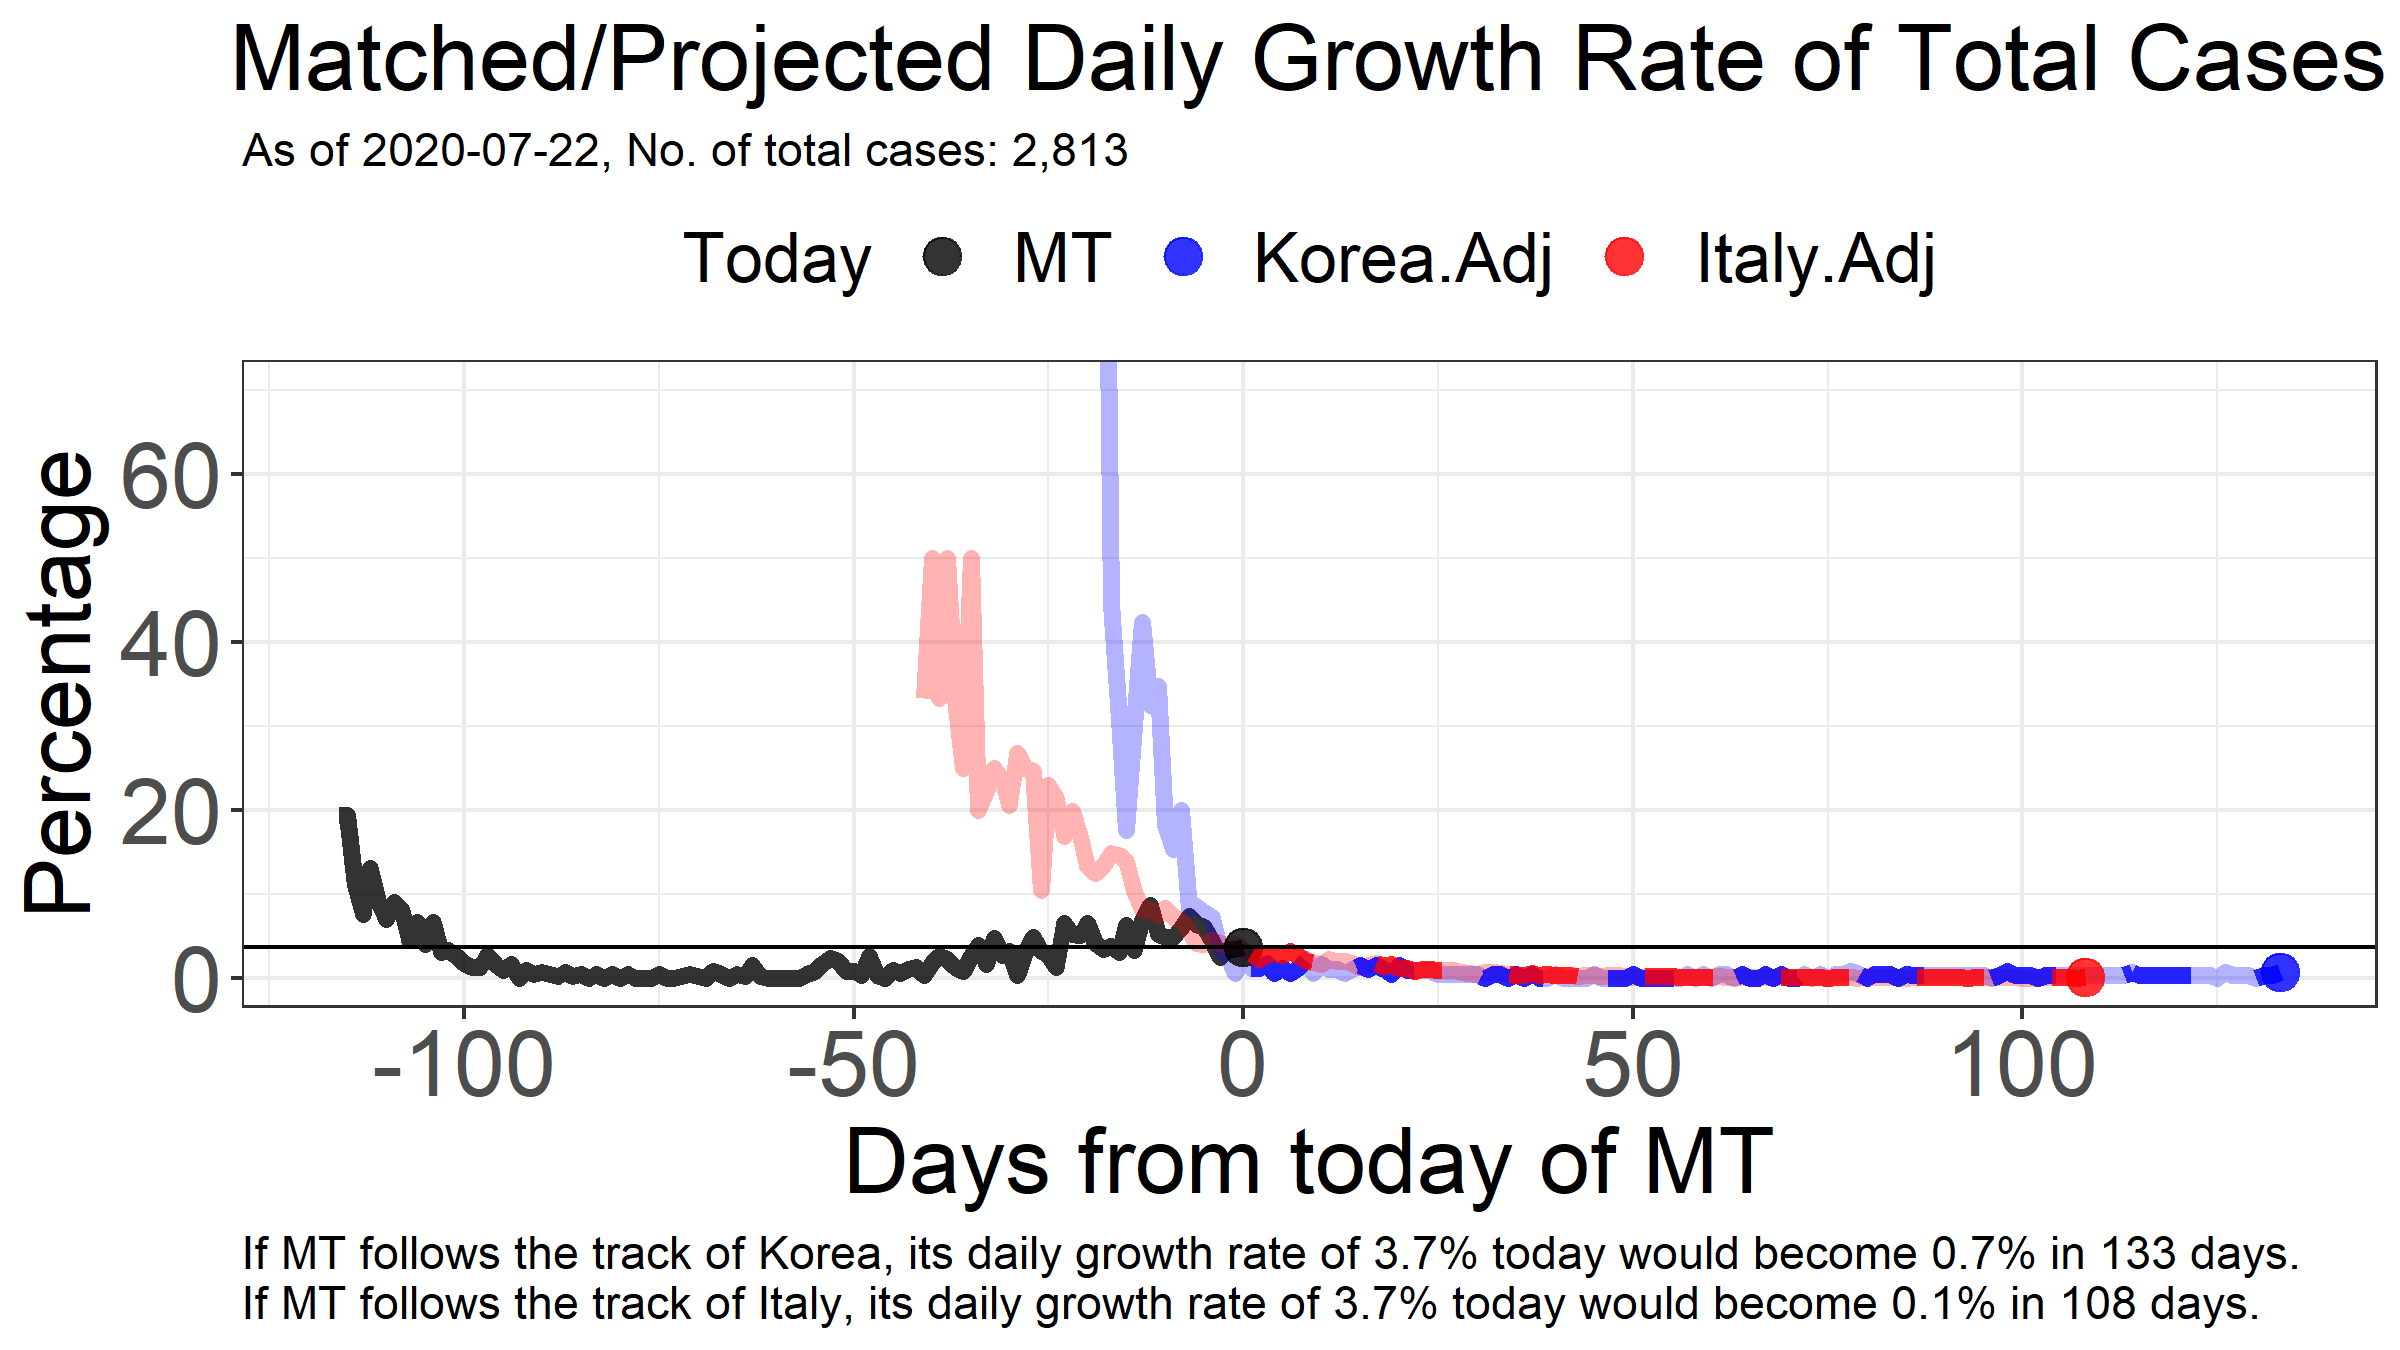 Matched/Projected Daily Growth Rate of Total Cases
As of 2020-07-22, No. of total cases: 2,813
Today MT Korea.Adj Italy.Adj
Percentage
60
40
20
0
-100 -50 0 50 100
Days from today of MT
If MT follows the track of Korea, its daily growth rate of 3.7% today would become 0.7% in 133 days.
If MT follows the track of Italy, its daily growth rate of 3.7% today would become 0.1% in 108 days.